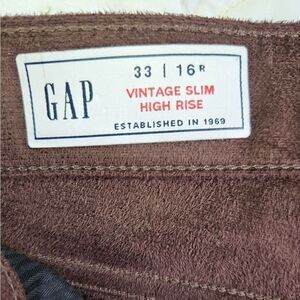 GAP
33 | 16R
VINTAGE SLIM
HIGH RISE
ESTABLISHED IN 1969